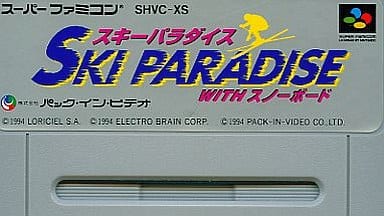 スーパーファミコン® SHVC-XS
スキーパラダイス
SKI PARADISE
WITH スノーボード
株式会社 パック・イン・ビデオ
©1994 LORICIEL S.A. ©1994 ELECTRO BRAIN CORP. ©1994 PACK-IN-VIDEO CO., LTD.